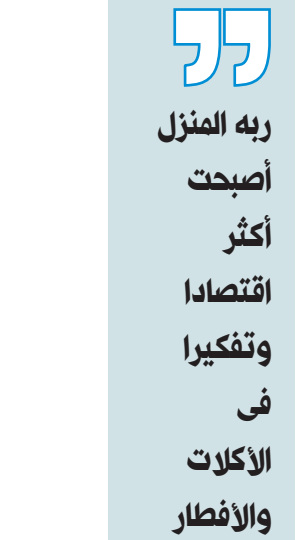 ربه المنزل
أصبحت
أكثر
اقتصادا
وتفكيرا
فى
الأكلات
والأفطار